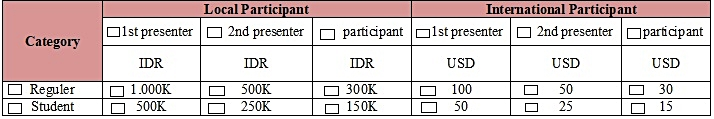 Category Local Participant International Participant
1st presenter 2nd presenter participant 1st presenter 2nd presenter participant
IDR IDR IDR USD USD USD
Reguler 1.000K 500K 300K 100 50 30
Student 500K 250K 150K 50 25 15